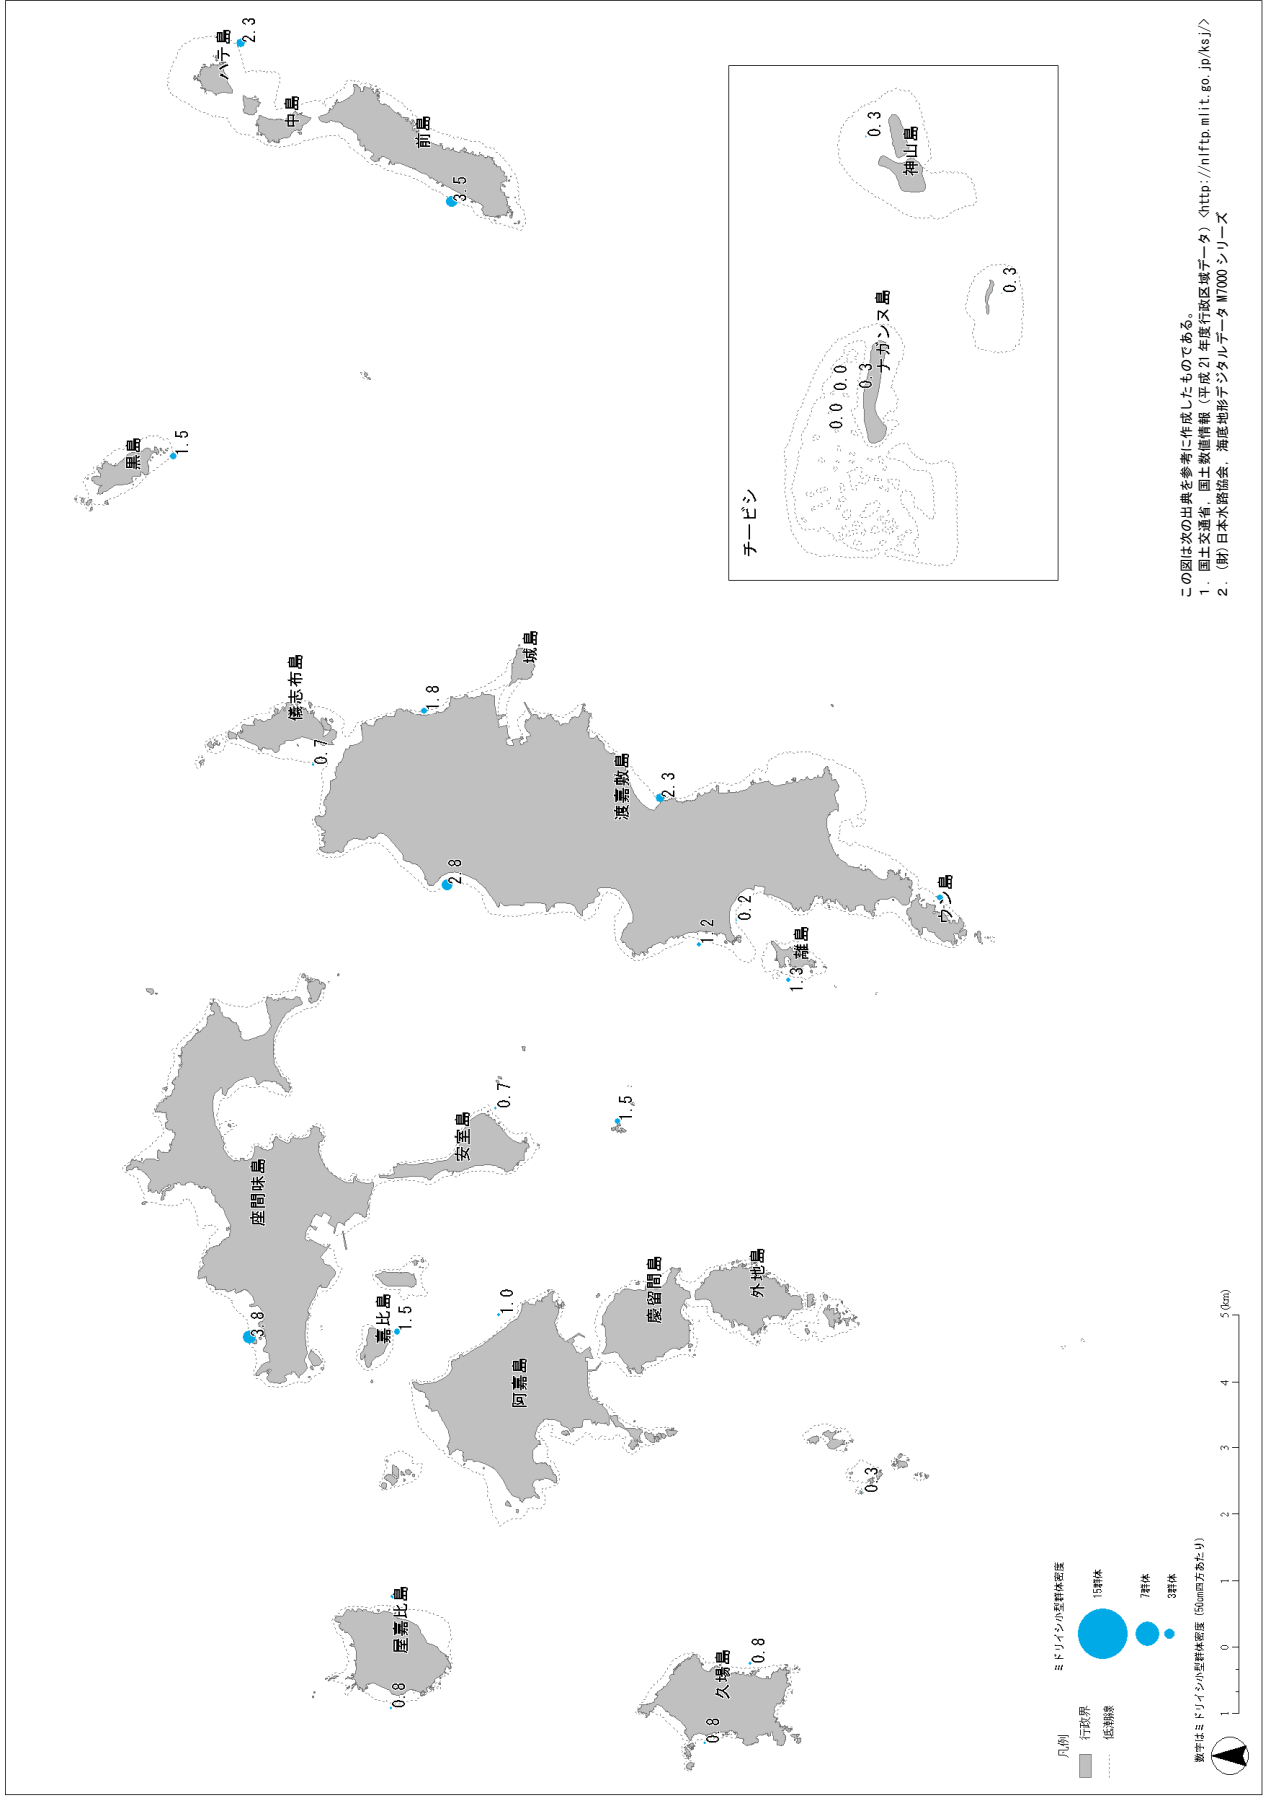 屋嘉比島
0.8
久場島
0.8
0.8
座間味島
3.8
嘉比島
1.5
阿嘉島
1.0
慶留間島
外地島
0.3
安室島
0.7
1.5
儀志布島
0.7
1.8
城島
渡嘉敷島
2.3
2.8
1.2
0.2
離島
1.3
ウン島
黒島
1.5
ハテ島
2.3
中島
前島
3.5
チービシ
0.0
0.0
0.3
ナガンヌ島
神山島
0.3
0.3
凡例
行政界
低潮線
ミドリイシ小型群体密度
15群体
7群体
3群体
数字はミドリイシ小型群体密度(50cm四方あたり)
1 0 1 2 3 4 5(km)
この図は次の出典を参考に作成したものである。
1. 国土交通省, 国土数値情報(平成 21 年度行政区域データ)<http://nlftp.mlit.go.jp/ksj/>
2. (財)日本水路協会, 海底地形デジタルデータ M7000 シリーズ